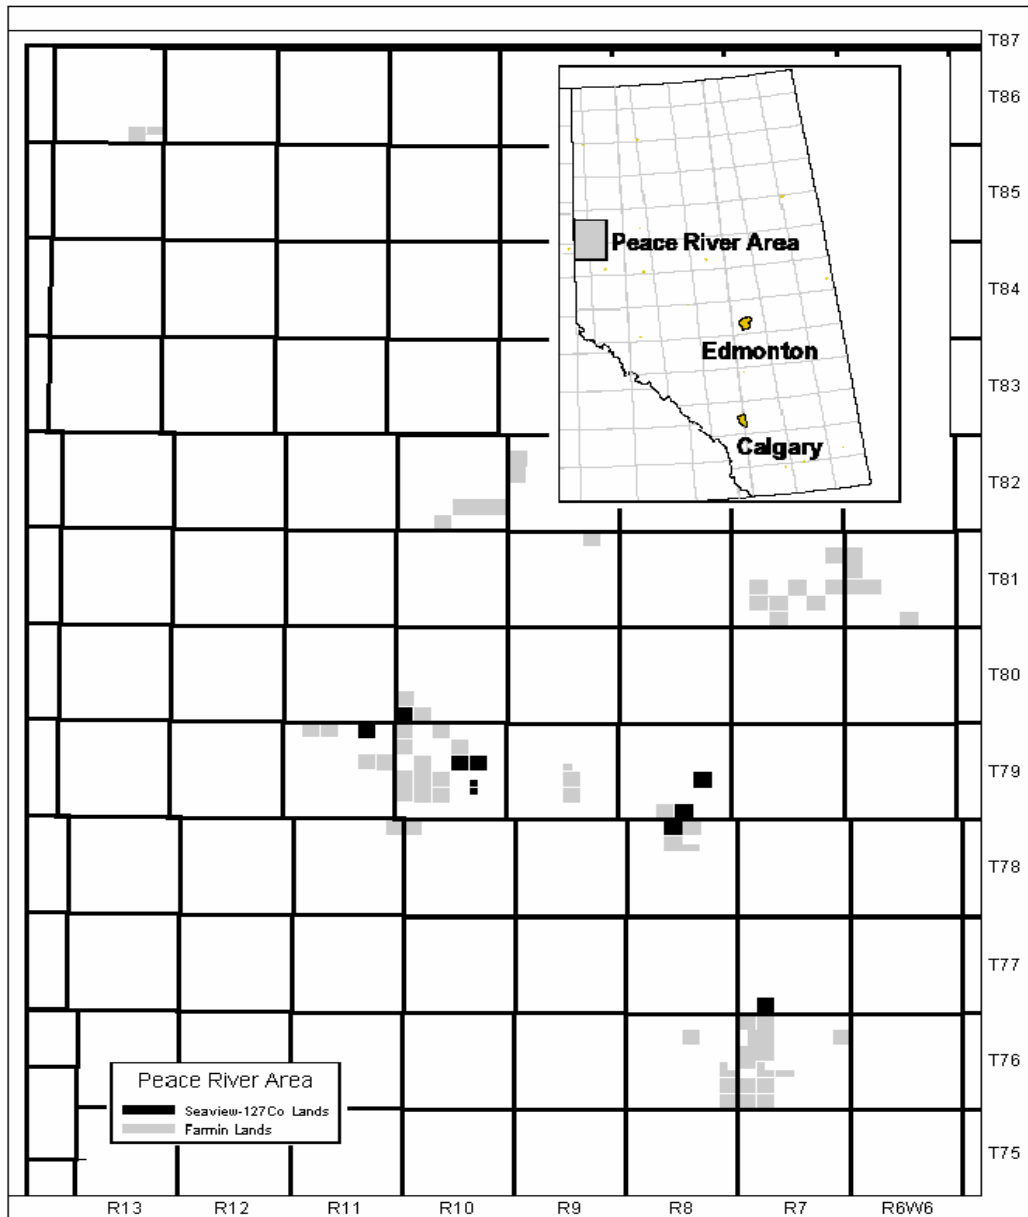 T87
T86
T85
Peace River Area
T84
Edmonton
T83
Calgary
T82
T81
T80
T79
T78
T77
T76
Peace River Area
Seaview-127Co Lands
Farmin Lands
T75
R13 R12 R11 R10 R9 R8 R7 R6W6